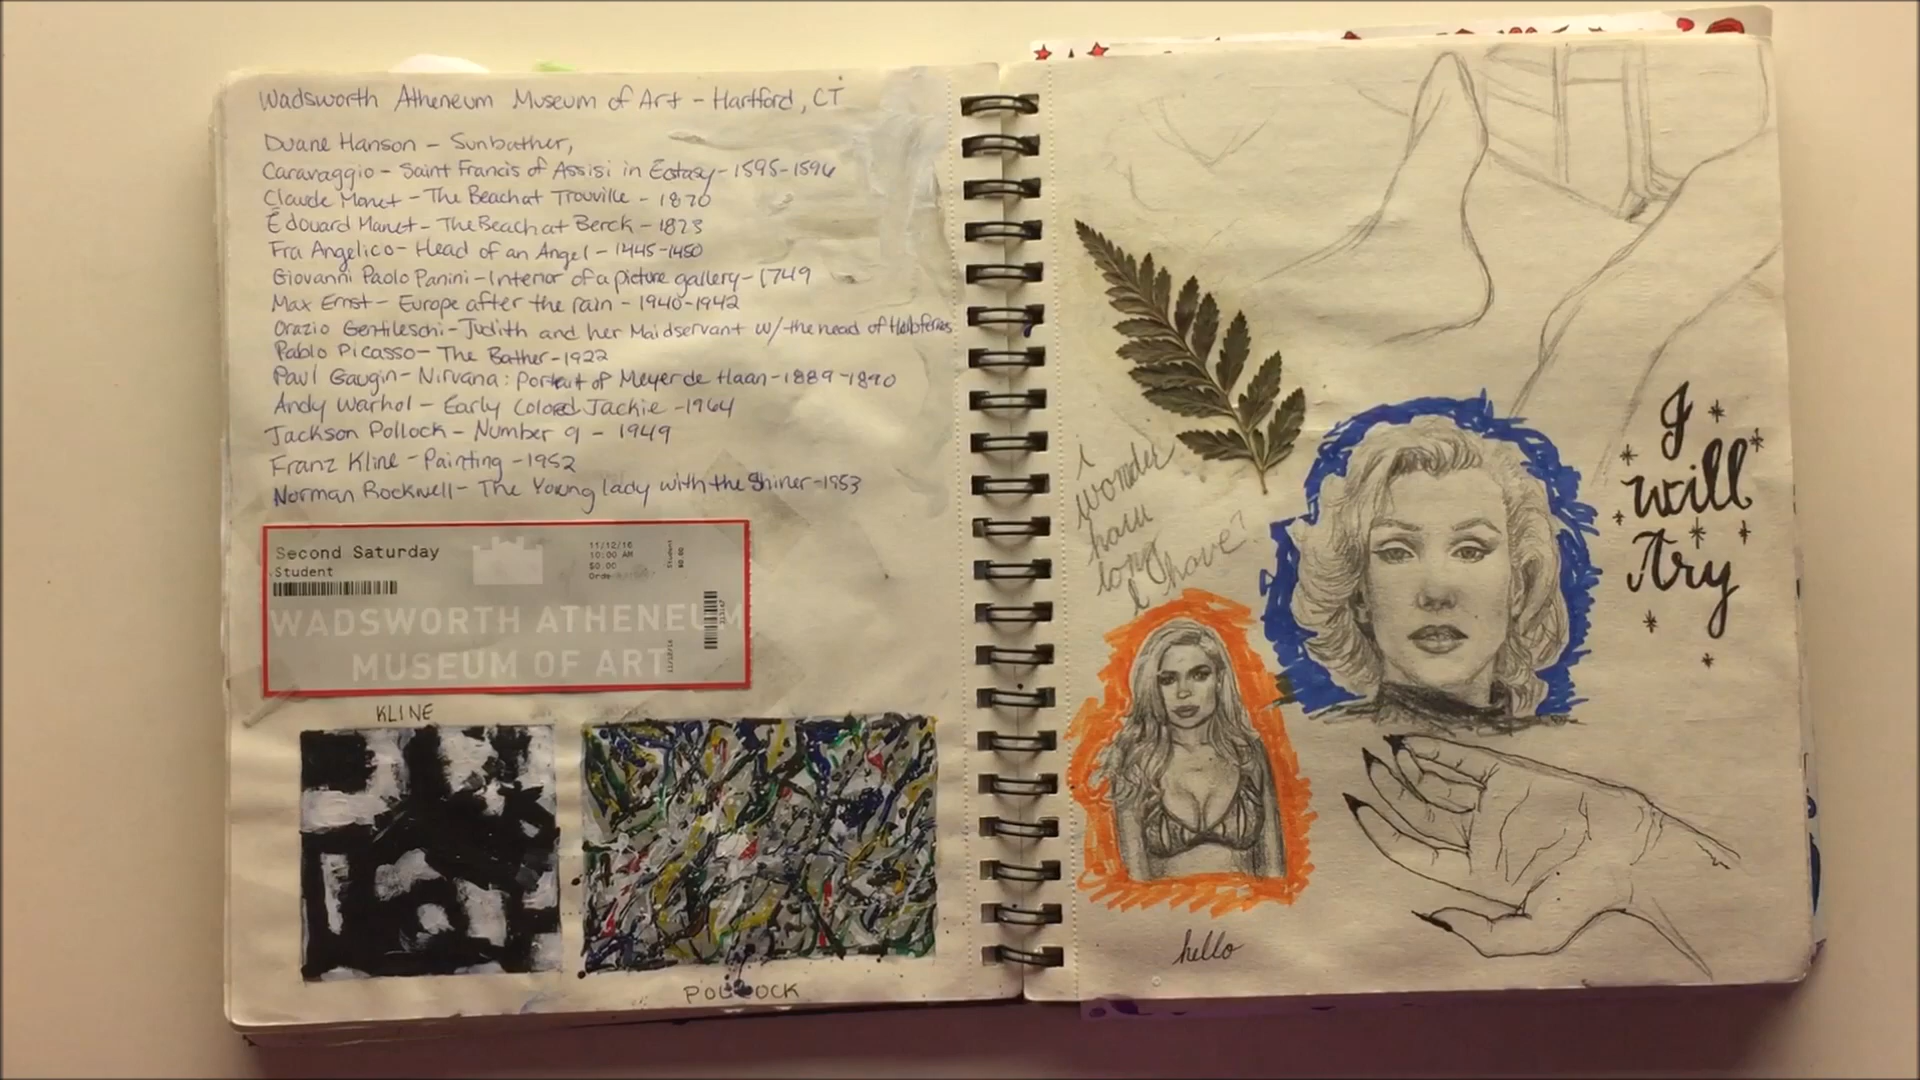 Wadsworth Atheneum Museum of Art - Hartford, CT
Duane Hanson - Sunbather,
Caravaggio - Saint Francis of Assisi in Ecstasy - 1595-1596
Claude Monet - The Beach at Trouville - 1870
Édouard Manet - The Beach at Berck - 1873
Fra Angelico - Head of an Angel - 1445-1450
Giovanni Paolo Panini - Interior of a picture gallery - 1749
Max Ernst - Europe after the rain - 1940-1942
Orazio Gentileschi - Judith and her Maidservant w/ the head of Holofernes
Pablo Picasso - The Bather - 1922
Paul Gaugin - Nirvana: Portrait of Meyer de Haan - 1889-1890
Andy Warhol - Early Colored Jackie - 1964
Jackson Pollock - Number 9 - 1949
Franz Kline - Painting - 1952
Norman Rockwell - The Young lady with the Shiner - 1953
Second Saturday
Student
11/12/16
10:00 AM
$0.00
Student
$0.00
WADSWORTH ATHENEUM
MUSEUM OF ART
11/12/16
KLINE
POLLOCK
i
wonder
how
long
I have?
I
will
try
hello